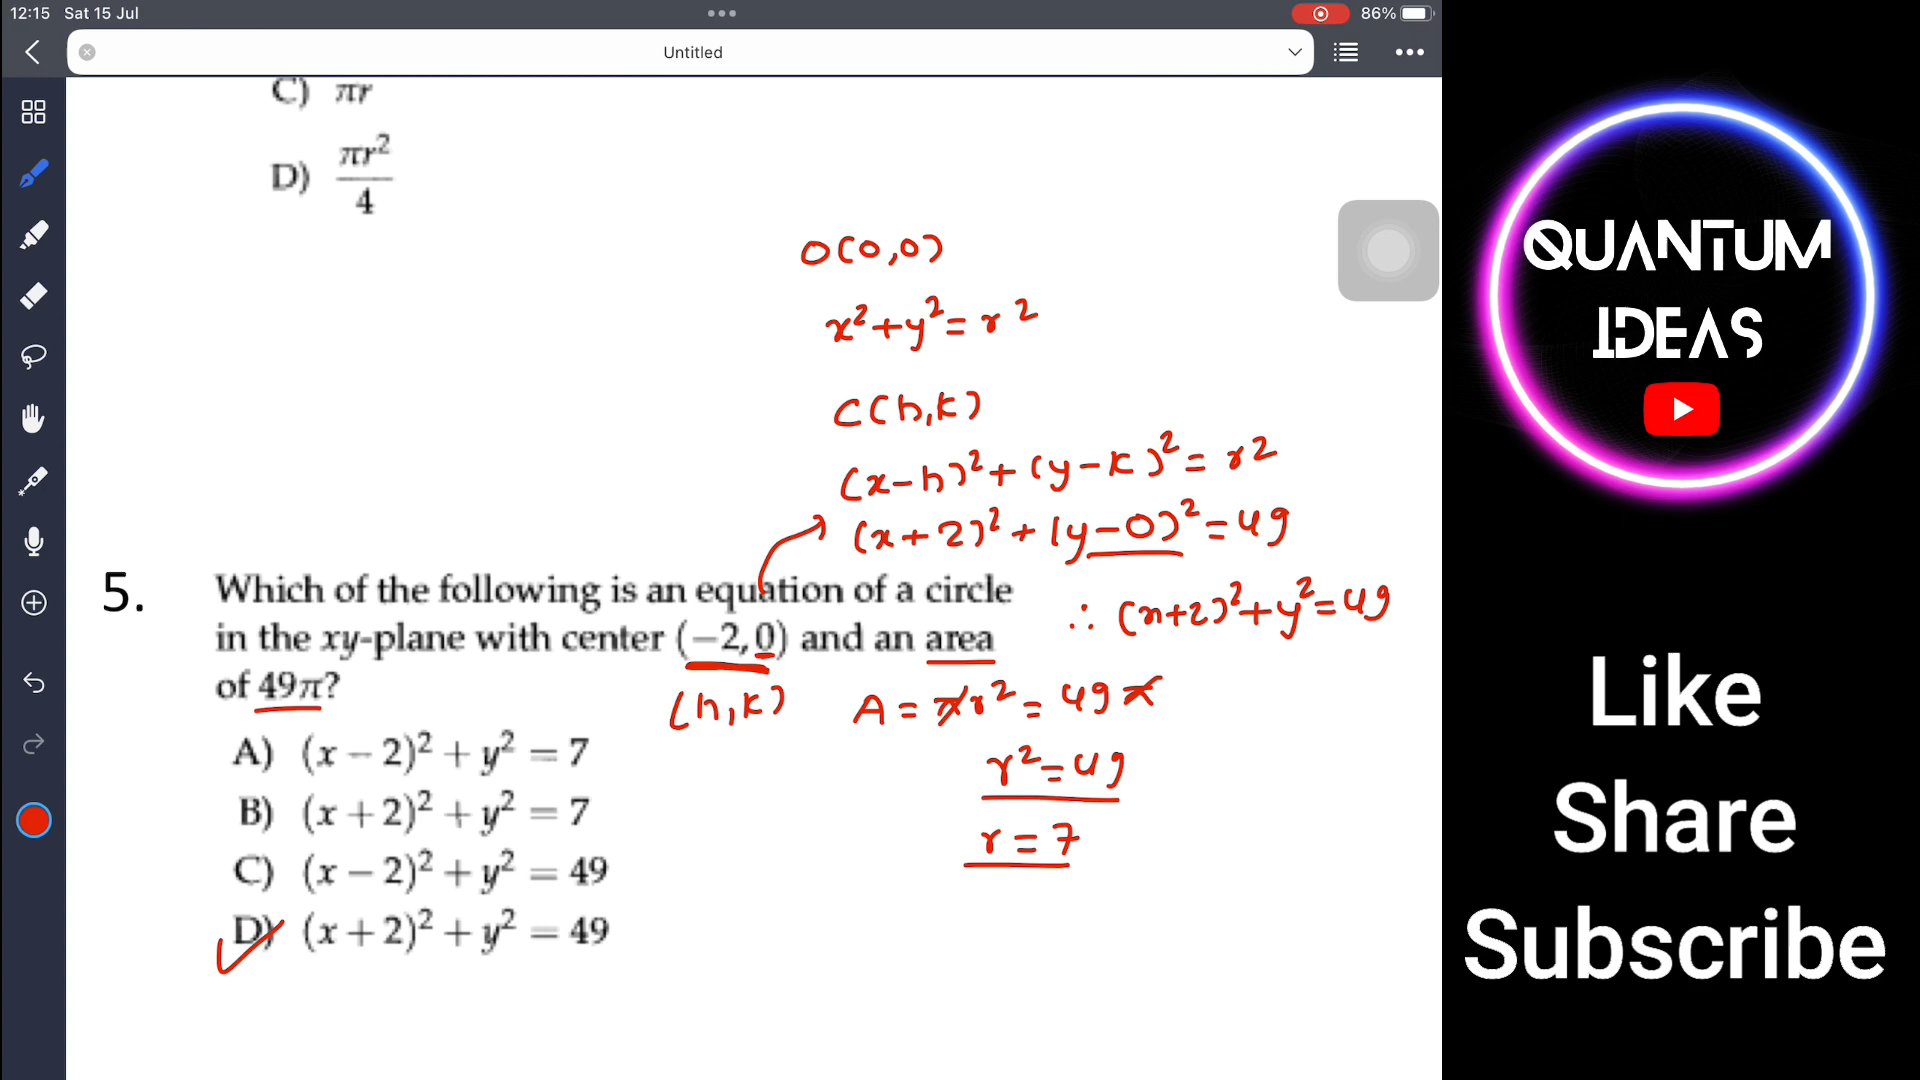 12:15 Sat 15 Jul
86%
Untitled
C) πr
D) πr²/4
O(0,0)
x²+y²=r²
C(h,k)
(x-h)²+(y-k)²=r²
(x+2)²+(y-0)²=49
5. Which of the following is an equation of a circle
in the xy-plane with center (−2, 0) and an area
of 49π?
∴ (x+2)²+y²=49
(h,k)
A = πr² = 49π
r²=49
r=7
A) (x − 2)² + y² = 7
B) (x + 2)² + y² = 7
C) (x − 2)² + y² = 49
D) (x + 2)² + y² = 49
QUANTUM
IDEAS
Like
Share
Subscribe